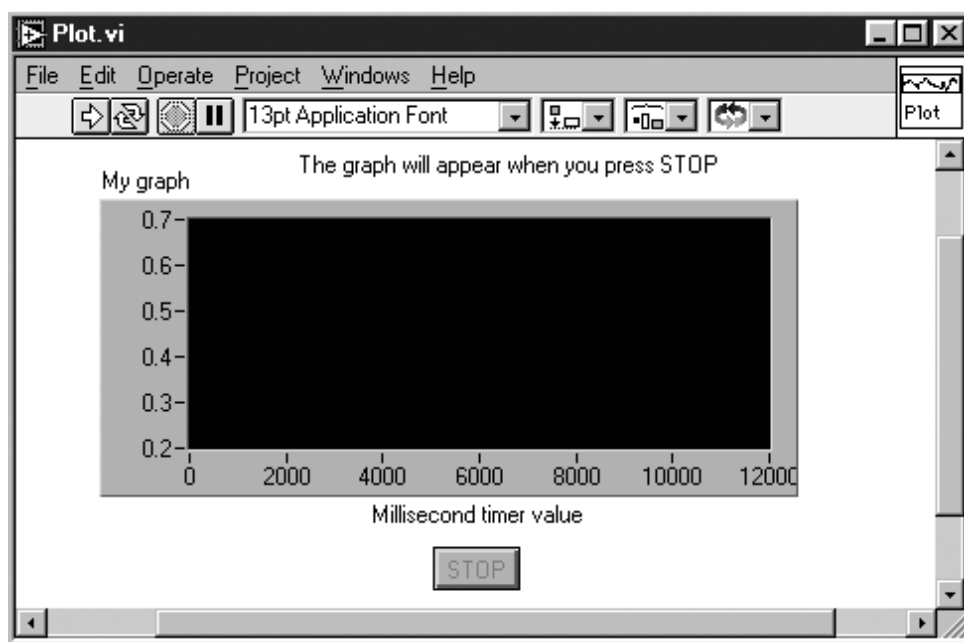 Plot.vi
File Edit Operate Project Windows Help
13pt Application Font
Plot
The graph will appear when you press STOP
My graph
0.7
0.6
0.5
0.4
0.3
0.2
0 2000 4000 6000 8000 10000 12000
Millisecond timer value
STOP